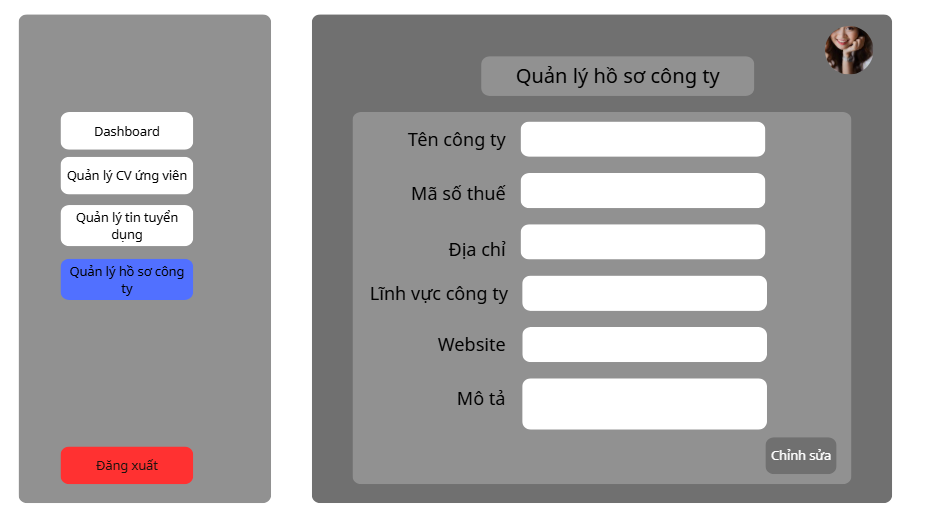 Dashboard
Quản lý CV ứng viên
Quản lý tin tuyển
dụng
Quản lý hồ sơ công
ty
Đăng xuất
Quản lý hồ sơ công ty
Tên công ty
Mã số thuế
Địa chỉ
Lĩnh vực công ty
Website
Mô tả
Chỉnh sửa